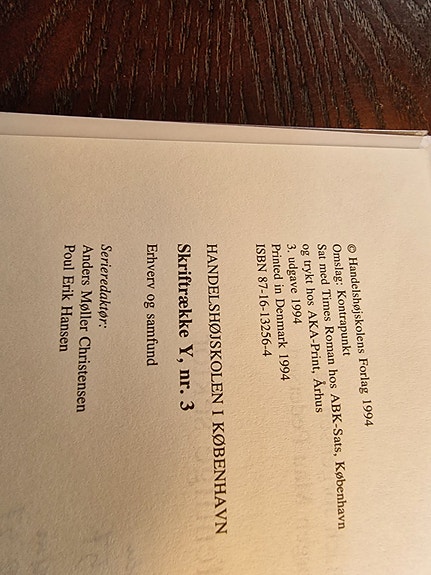 © Handelshøjskolens Forlag 1994
Omslag: Kontrapunkt
Sat med Times Roman hos ABK-Sats, København
og trykt hos AKA-Print, Århus
3. udgave 1994
Printed in Denmark 1994
ISBN 87-16-13256-4
HANDELSHØJSKOLEN I KØBENHAVN
Skriftrække Y, nr. 3
Erhverv og samfund
Serieredaktør:
Anders Møller Christensen
Poul Erik Hansen